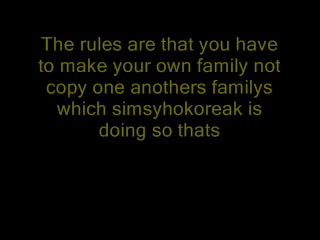 The rules are that you have
to make your own family not
copy one anothers familys
which simsyhokoreak is
doing so thats